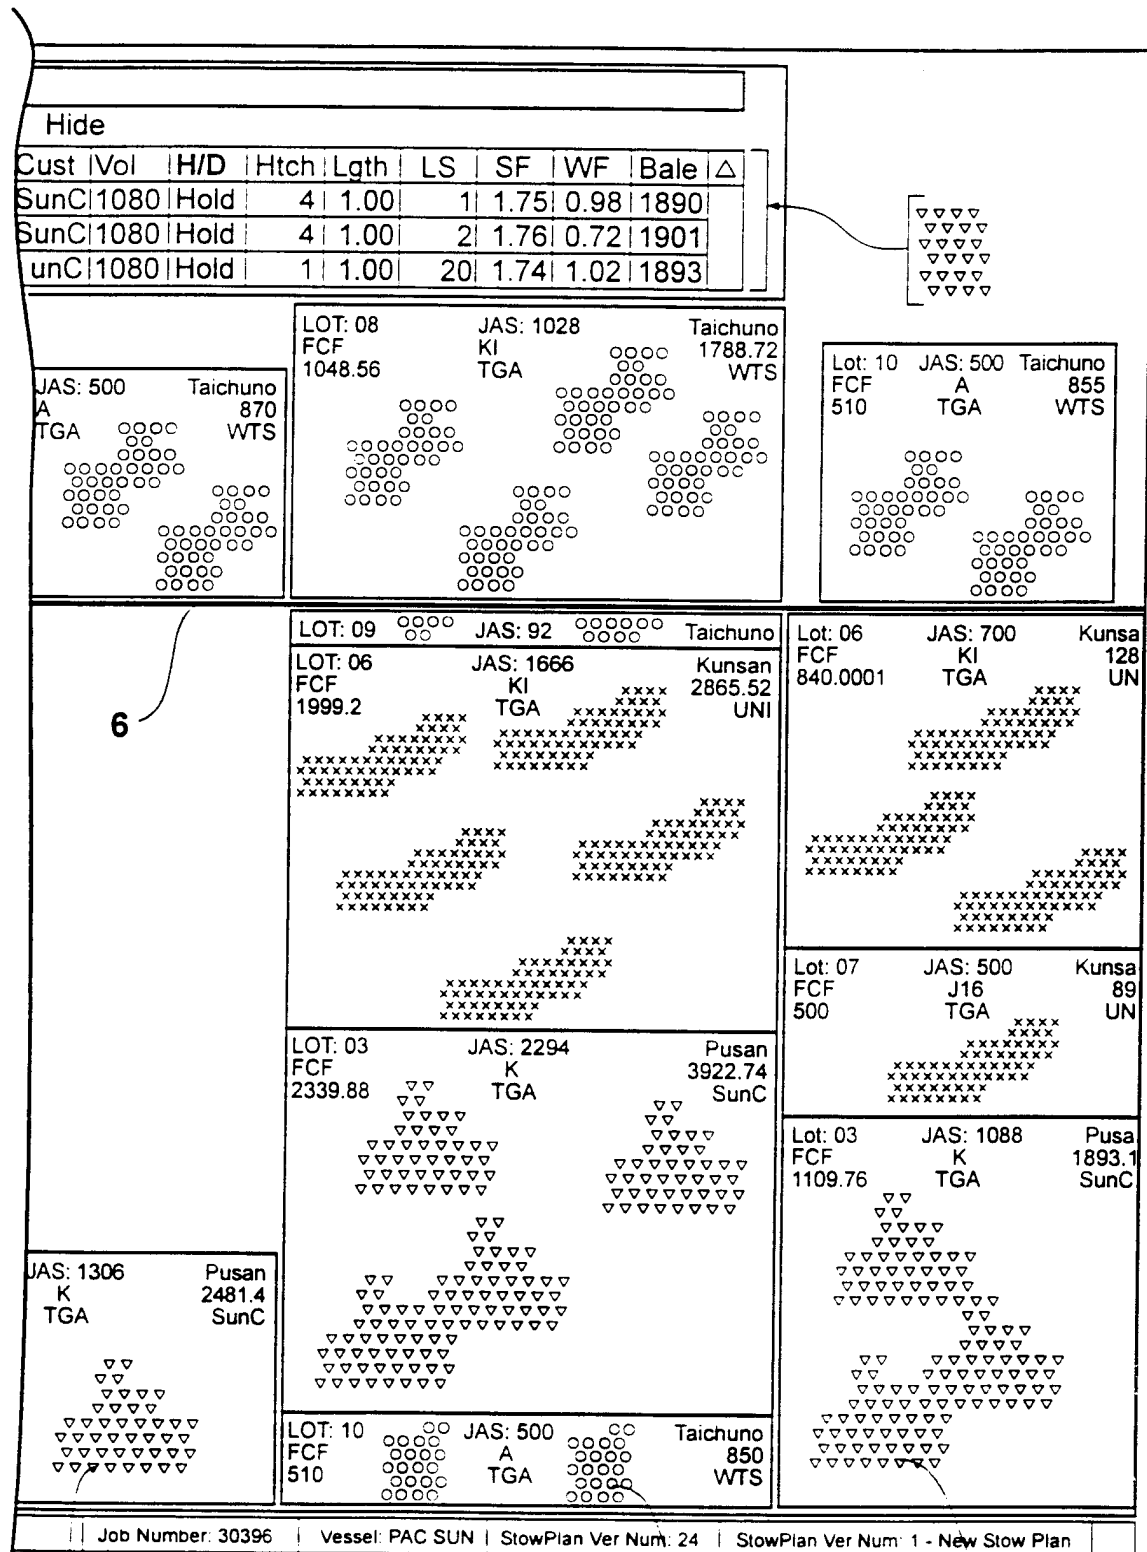 Hide
Cust Vol H/D Htch Lgth LS SF WF Bale △
SunC 1080 Hold 4 1.00 1 1.75 0.98 1890
SunC 1080 Hold 4 1.00 2 1.76 0.72 1901
unC 1080 Hold 1 1.00 20 1.74 1.02 1893
JAS: 500 Taichuno
A 870
TGA WTS
LOT: 08 JAS: 1028 Taichuno
FCF KI 1788.72
1048.56 TGA WTS
Lot: 10 JAS: 500 Taichuno
FCF A 855
510 TGA WTS
6
LOT: 09 JAS: 92 Taichuno
LOT: 06 JAS: 1666 Kunsan
FCF KI 2865.52
1999.2 TGA UNI
Lot: 06 JAS: 700 Kunsa
FCF KI 128
840.0001 TGA UN
Lot: 07 JAS: 500 Kunsa
FCF J16 89
500 TGA UN
LOT: 03 JAS: 2294 Pusan
FCF K 3922.74
2339.88 TGA SunC
Lot: 03 JAS: 1088 Pusa
FCF K 1893.1
1109.76 TGA SunC
JAS: 1306 Pusan
K 2481.4
TGA SunC
LOT: 10 JAS: 500 Taichuno
FCF A 850
510 TGA WTS
Job Number: 30396 Vessel: PAC SUN StowPlan Ver Num: 24 StowPlan Ver Num: 1 - New Stow Plan